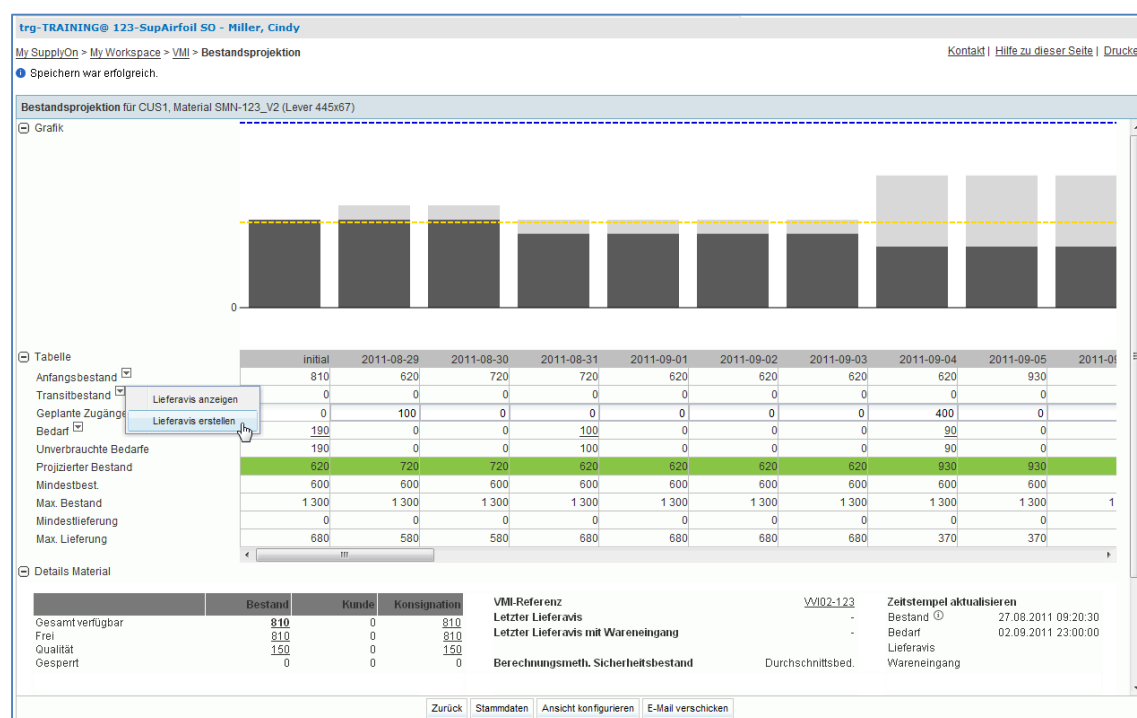 trg-TRAINING@ 123-SupAirfoil SO - Miller, Cindy
My SupplyOn > My Workspace > VMI > Bestandsprojektion Kontakt | Hilfe zu dieser Seite | Drucke
Speichern war erfolgreich.
Bestandsprojektion für CUS1, Material SMN-123_V2 (Lever 445x67)
Grafik
0
Tabelle initial 2011-08-29 2011-08-30 2011-08-31 2011-09-01 2011-09-02 2011-09-03 2011-09-04 2011-09-05 2011-09
Anfangsbestand 810 620 720 720 620 620 620 620 930
Transitbestand 0 0 0 0 0 0 0 0 0
Lieferavis anzeigen
Geplante Zugänge 0 100 0 0 0 0 0 400 0
Lieferavis erstellen
Bedarf 190 0 0 100 0 0 0 90 0
Unverbrauchte Bedarfe 190 0 0 100 0 0 0 90 0
Projizierter Bestand 620 720 720 620 620 620 620 930 930
Mindestbest. 600 600 600 600 600 600 600 600 600
Max. Bestand 1 300 1 300 1 300 1 300 1 300 1 300 1 300 1 300 1 300 1
Mindestlieferung 0 0 0 0 0 0 0 0 0
Max. Lieferung 680 580 580 680 680 680 680 370 370
Details Material
Bestand Kunde Konsignation
Gesamt verfügbar 810 0 810
Frei 810 0 810
Qualität 150 0 150
Gesperrt 0 0 0
VMI-Referenz VVI02-123
Letzter Lieferavis -
Letzter Lieferavis mit Wareneingang -
Berechnungsmeth. Sicherheitsbestand Durchschnittsbed.
Zeitstempel aktualisieren
Bestand 27.08.2011 09:20:30
Bedarf 02.09.2011 23:00:00
Lieferavis
Wareneingang
Zurück Stammdaten Ansicht konfigurieren E-Mail verschicken